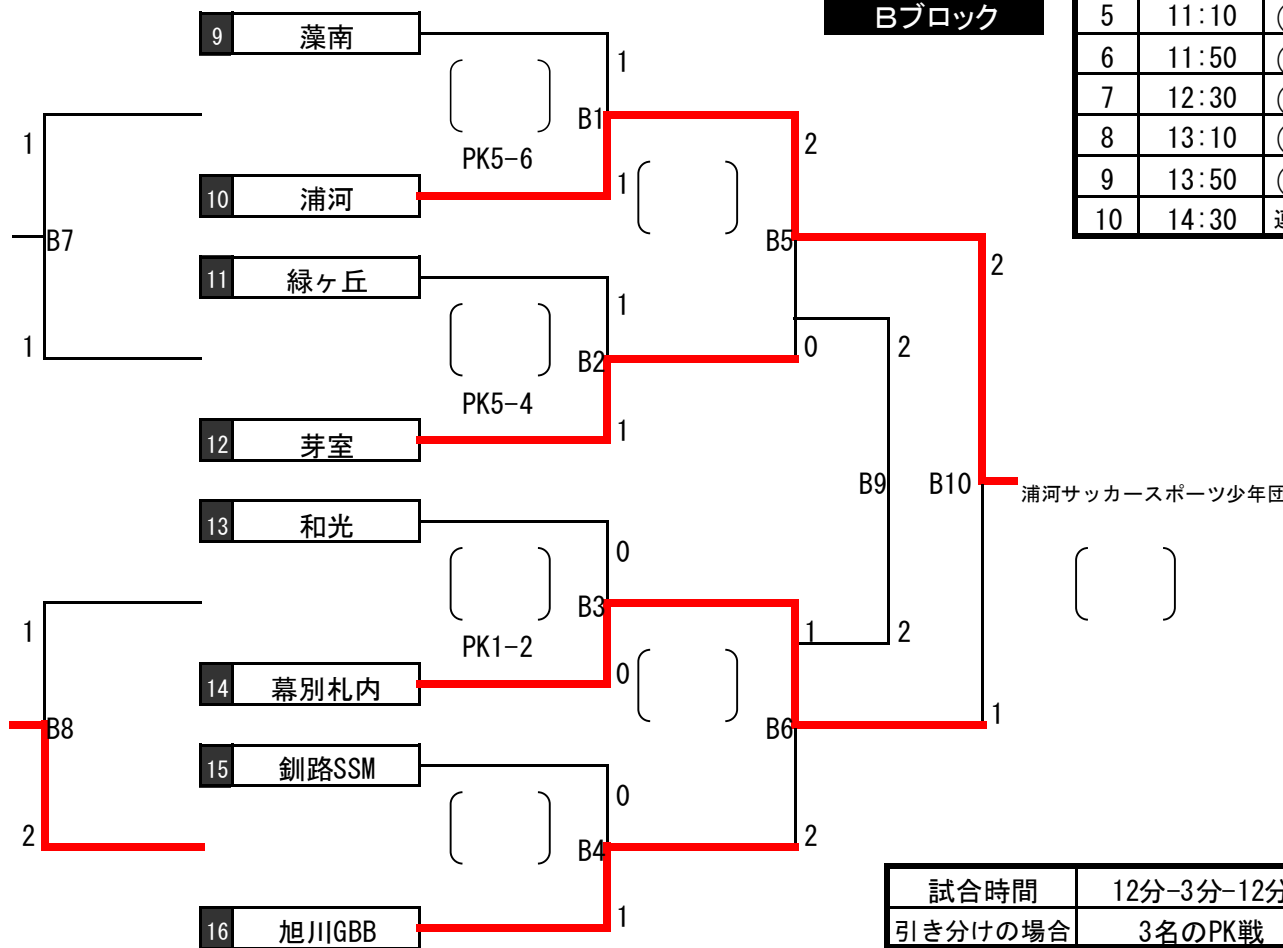 Bブロック
5 11:10 (
6 11:50 (
7 12:30 (
8 13:10 (
9 13:50 (
10 14:30
9 藻南
1
B1
PK5-6
10 浦河
1
2
1
B7
1
11 緑ヶ丘
1
B2
PK5-4
12 芽室
1
B5
0
2
2
B9
2
B10
浦河サッカースポーツ少年団
13 和光
0
B3
PK1-2
14 幕別札内
0
1
1
B8
2
15 釧路SSM
0
B4
16 旭川GBB
1
B6
2
1
試合時間 12分-3分-12分
引き分けの場合 3名のPK戦